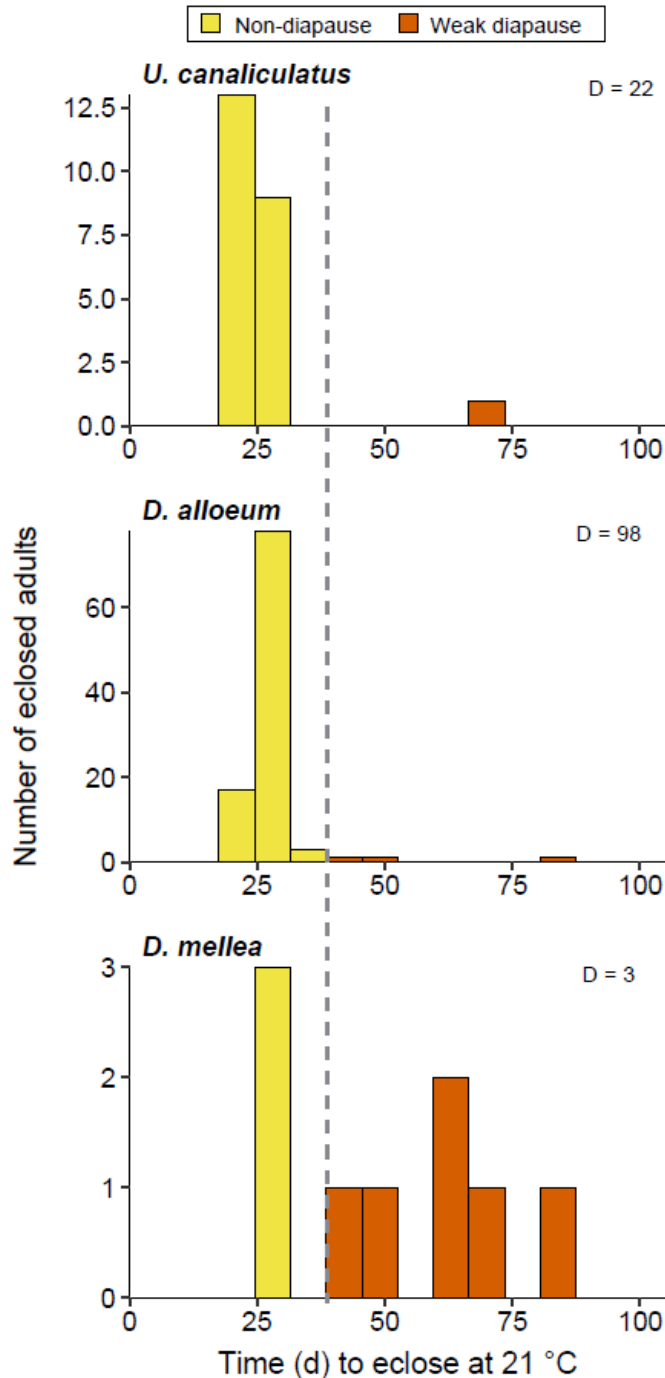 Non-diapause Weak diapause
U. canaliculatus
D = 22
12.5
10.0
7.5
5.0
2.5
0.0
0 25 50 75 100
D. alloeum
D = 98
60
40
20
0
0 25 50 75 100
D. mellea
D = 3
3
2
1
0
0 25 50 75 100
Number of eclosed adults
Time (d) to eclose at 21 °C